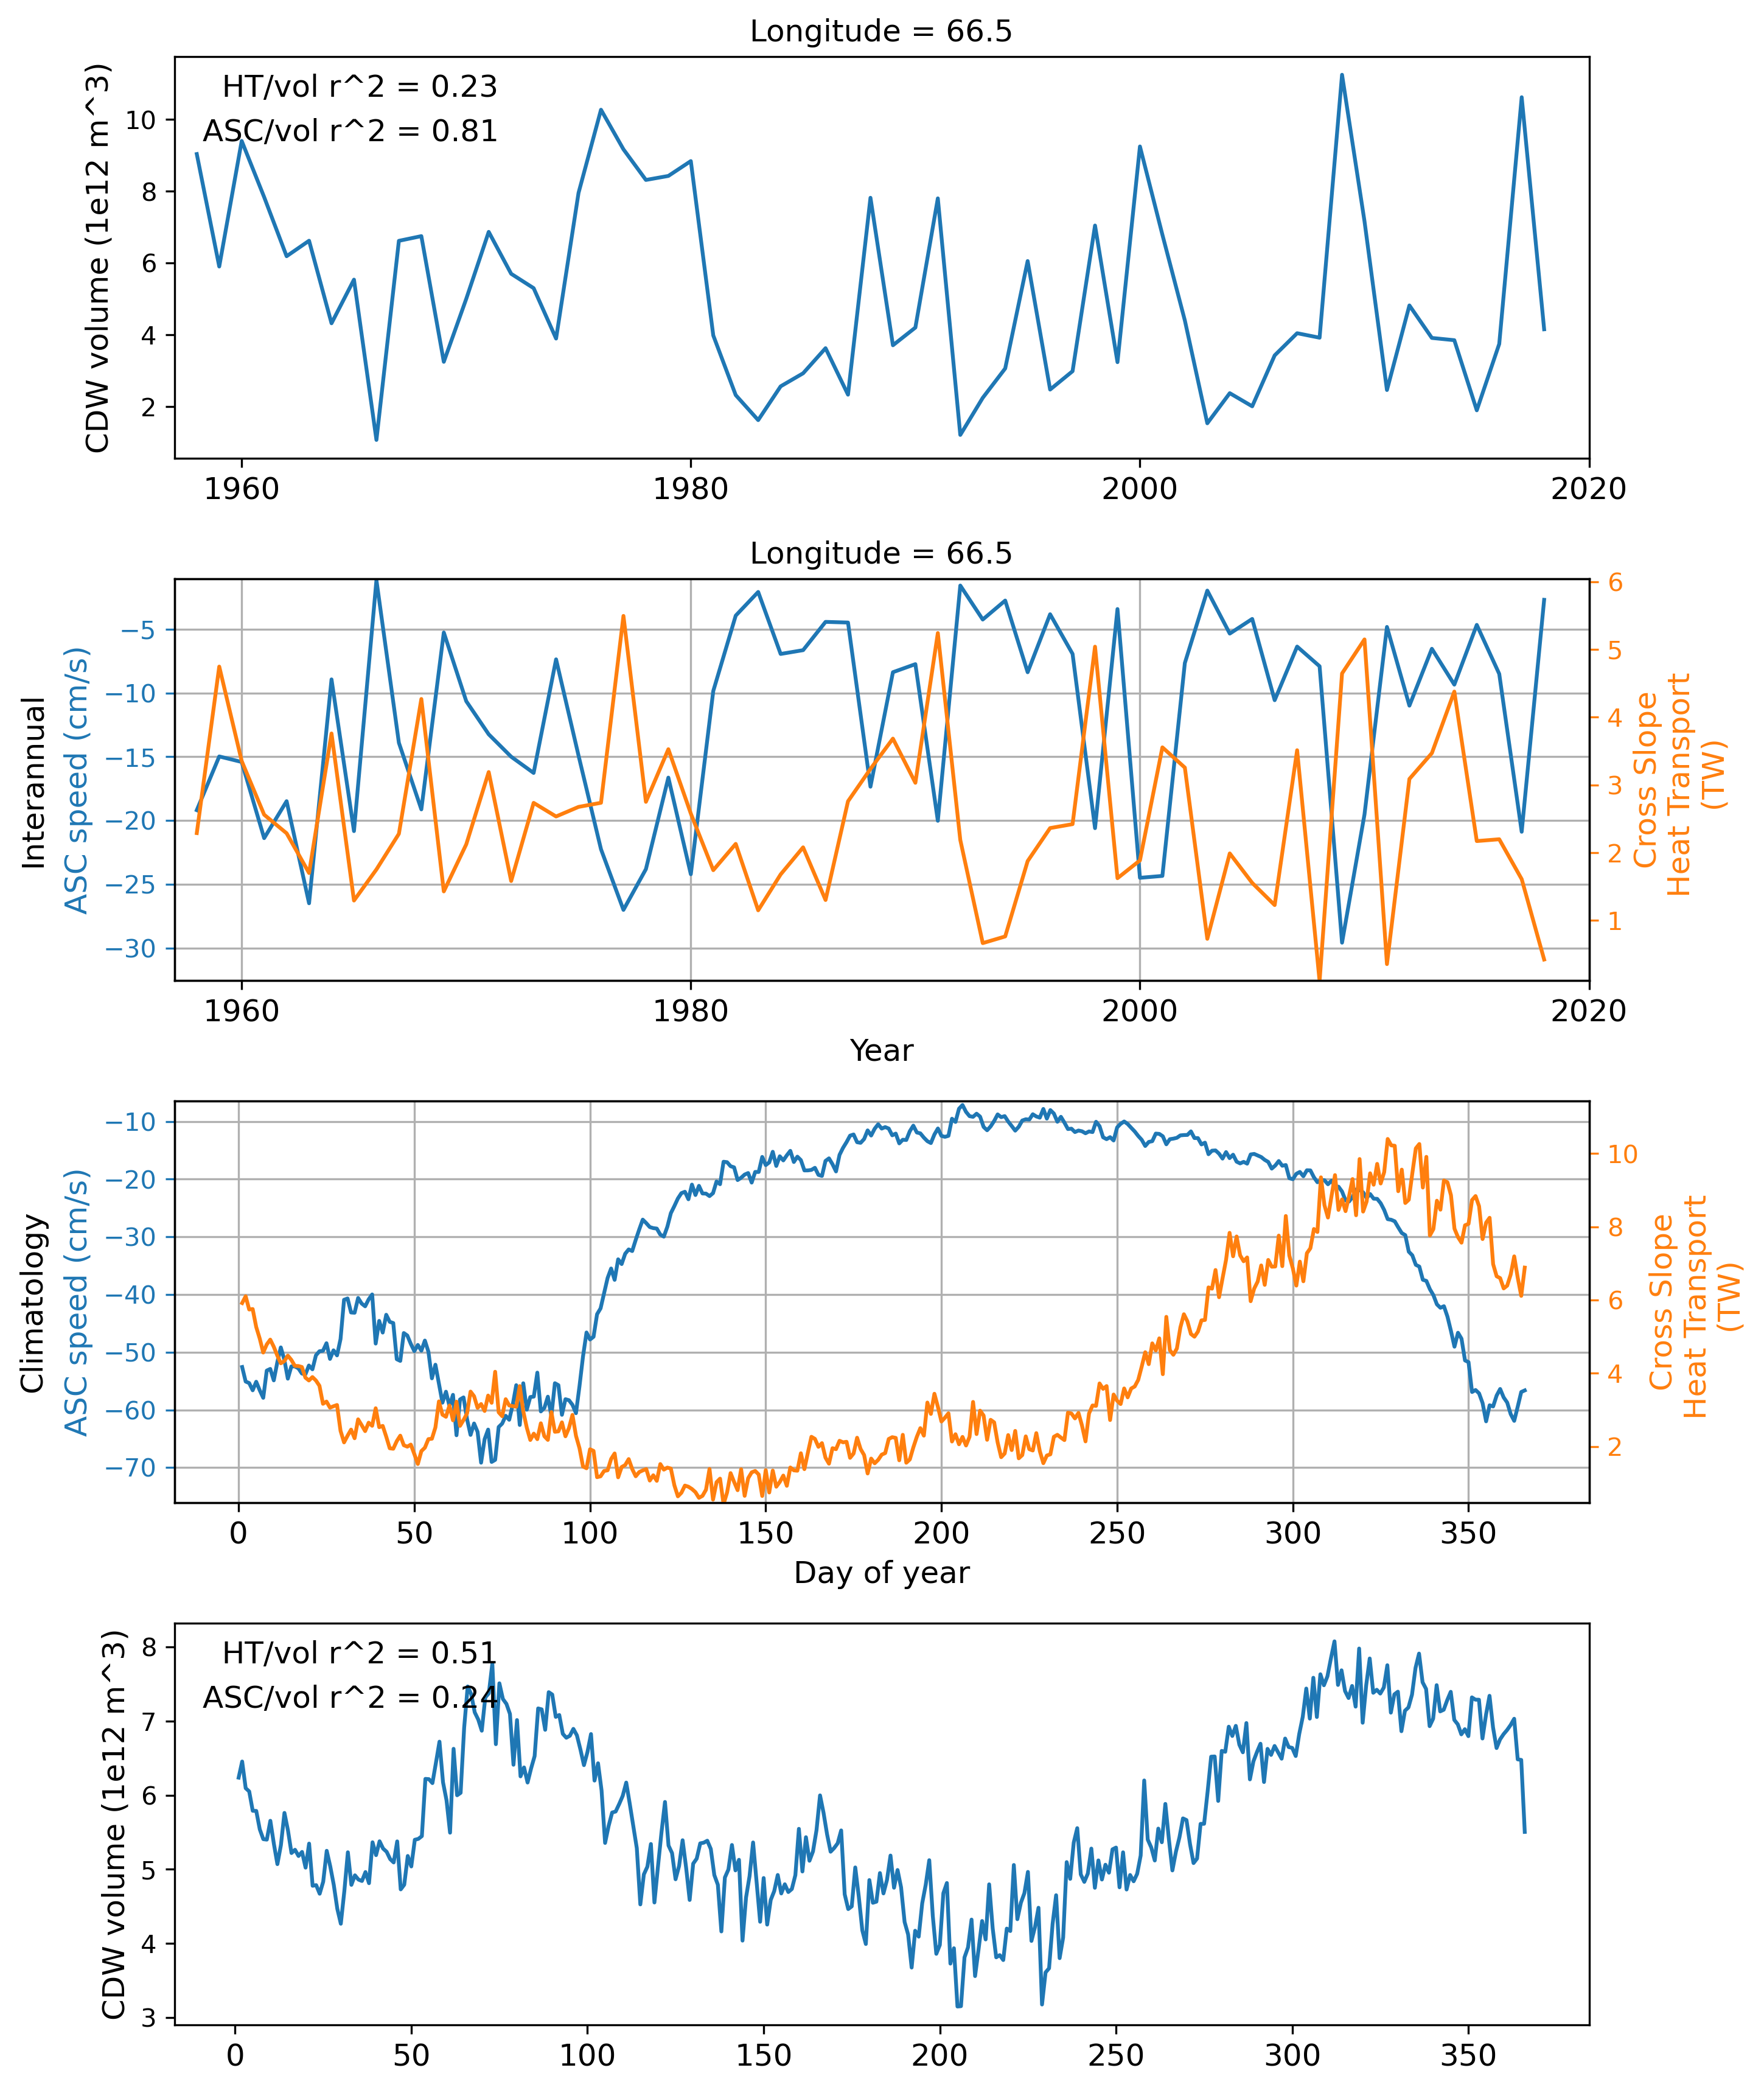 Longitude = 66.5
HT/vol r^2 = 0.23
ASC/vol r^2 = 0.81
CDW volume (1e12 m^3)
10
8
6
4
2
1960 1980 2000 2020
Longitude = 66.5
Interannual
ASC speed (cm/s)
−5
−10
−15
−20
−25
−30
6
5
4
3
2
1
Cross Slope
Heat Transport
(TW)
1960 1980 2000 2020
Year
Climatology
ASC speed (cm/s)
−10
−20
−30
−40
−50
−60
−70
10
8
6
4
2
Cross Slope
Heat Transport
(TW)
0 50 100 150 200 250 300 350
Day of year
HT/vol r^2 = 0.51
ASC/vol r^2 = 0.24
CDW volume (1e12 m^3)
8
7
6
5
4
3
0 50 100 150 200 250 300 350